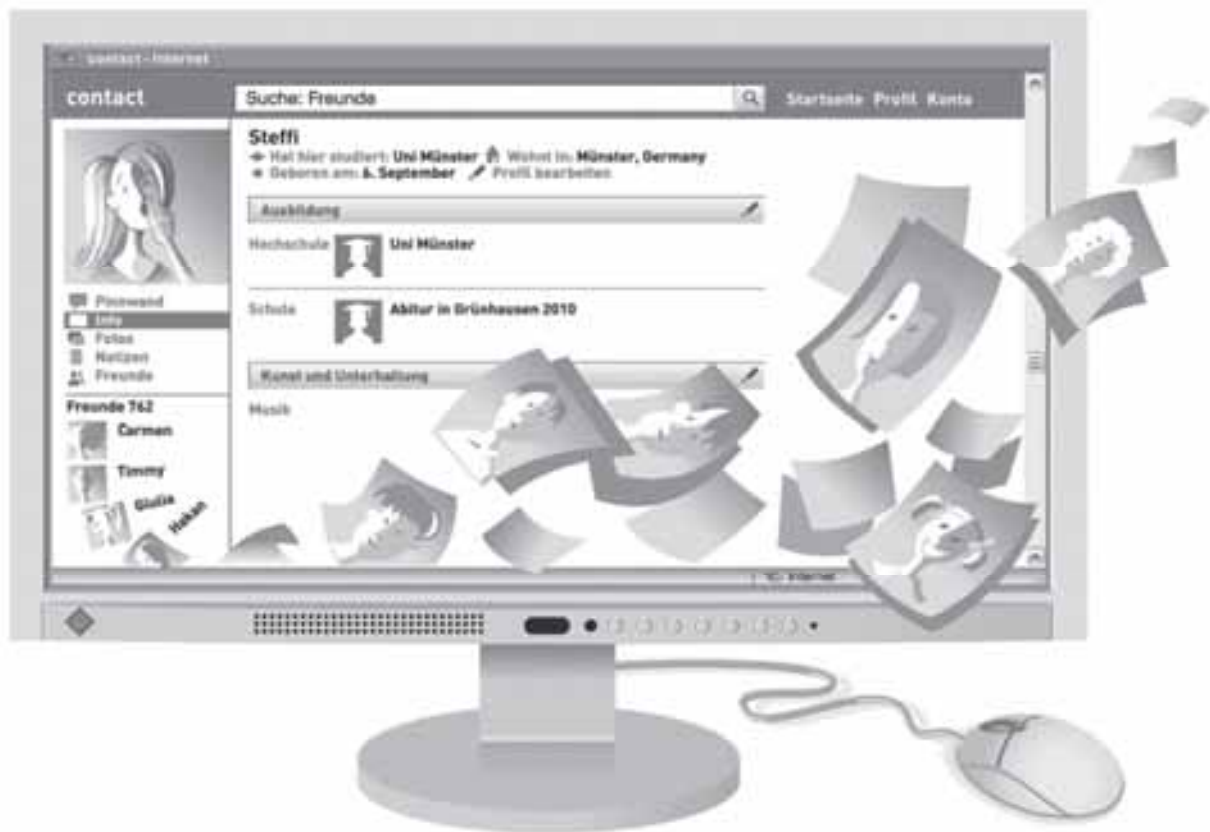 contact - Internet
contact
Suche: Freunde
Startseite Profil Konto
Steffi
Hat hier studiert: Uni Münster Wohnt in: Münster, Germany
Geboren am: 6. September Profil bearbeiten
Ausbildung
Hochschule Uni Münster
Schule Abitur in Grünhausen 2010
Kunst und Unterhaltung
Musik
Pinnwand
Info
Fotos
Notizen
Freunde
Freunde 762
Carmen
Timmy
Giulia
Hakan
Internet